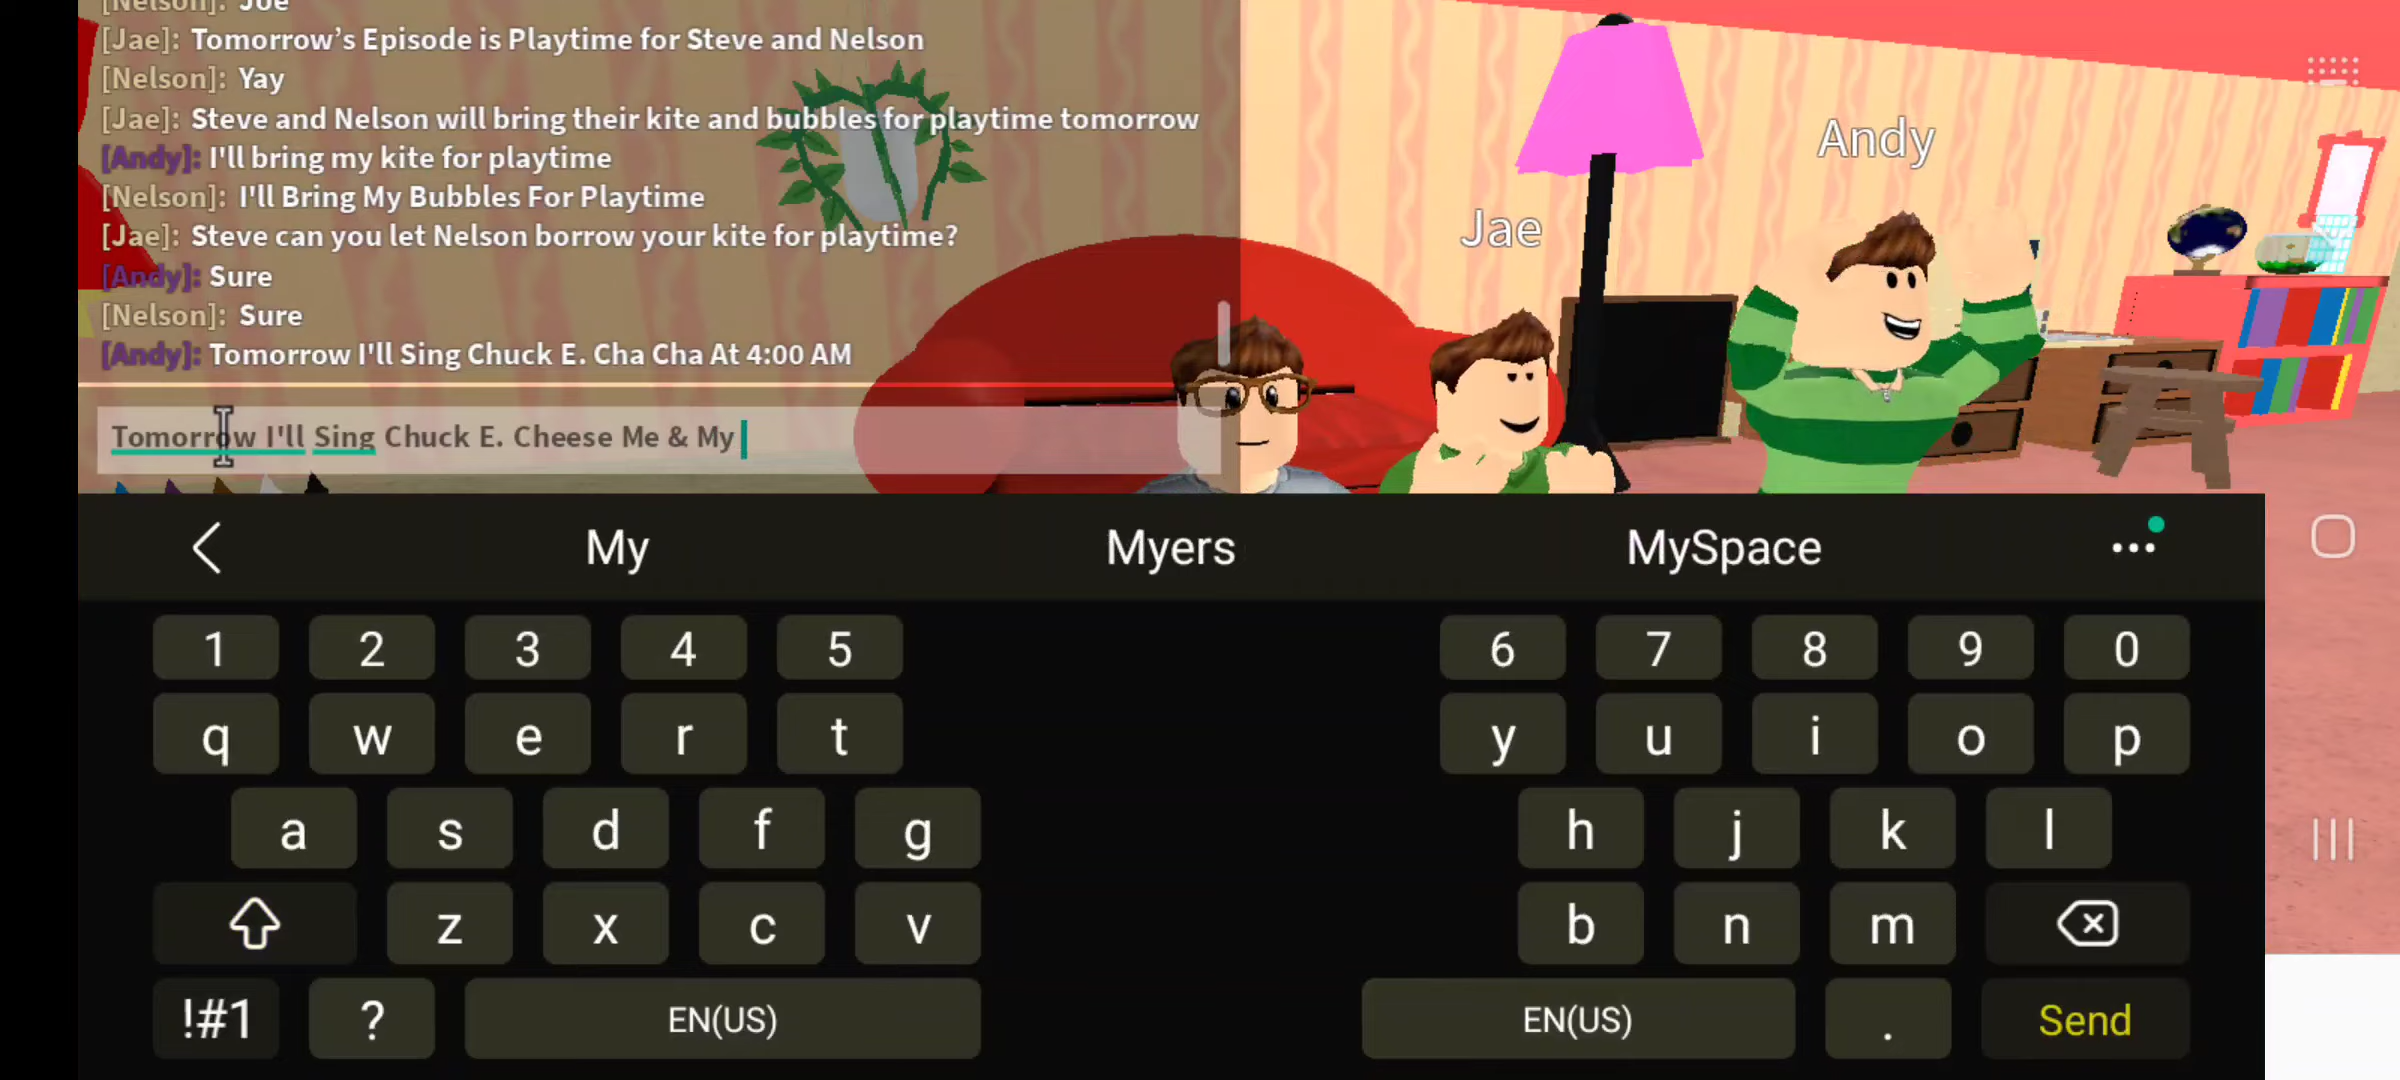 [Nelson]: Joe
[Jae]: Tomorrow's Episode is Playtime for Steve and Nelson
[Nelson]: Yay
[Jae]: Steve and Nelson will bring their kite and bubbles for playtime tomorrow
[Andy]: I'll bring my kite for playtime
[Nelson]: I'll Bring My Bubbles For Playtime
[Jae]: Steve can you let Nelson borrow your kite for playtime?
[Andy]: Sure
[Nelson]: Sure
[Andy]: Tomorrow I'll Sing Chuck E. Cha Cha At 4:00 AM
Tomorrow I'll Sing Chuck E. Cheese Me & My
Jae
Andy
My Myers MySpace
1 2 3 4 5 6 7 8 9 0
q w e r t y u i o p
a s d f g h j k l
z x c v b n m
!#1 ? EN(US) EN(US) . Send